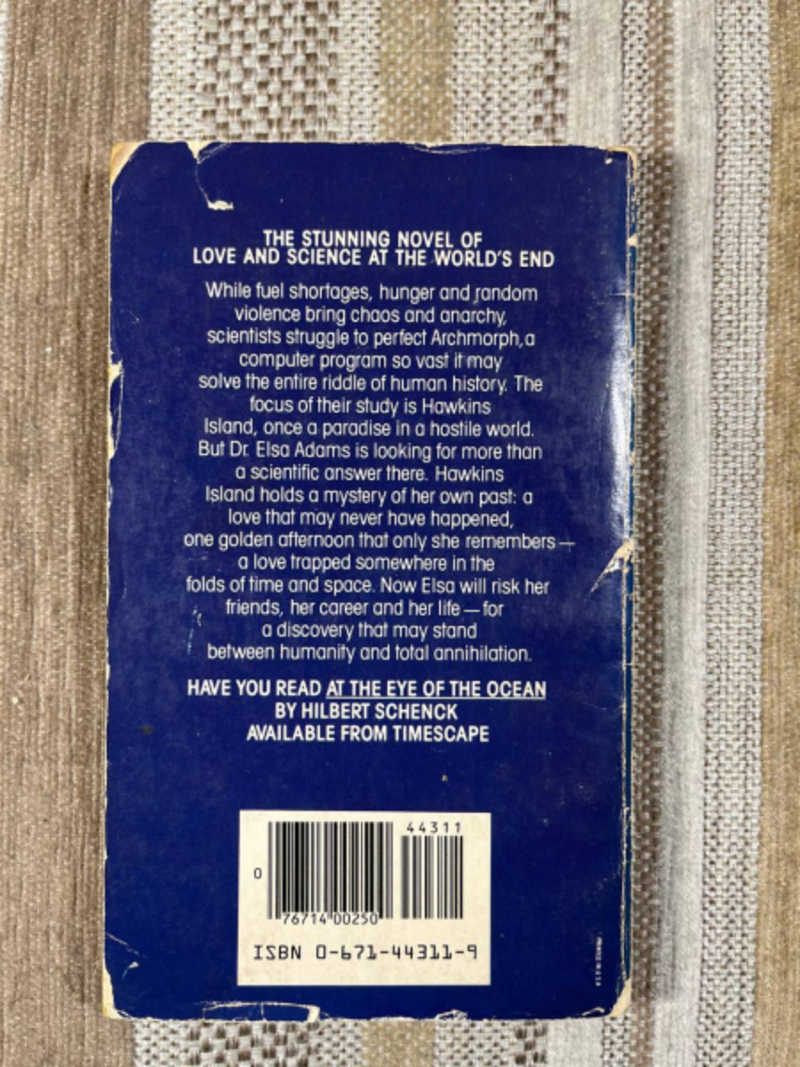 THE STUNNING NOVEL OF
LOVE AND SCIENCE AT THE WORLD'S END
While fuel shortages, hunger and random
violence bring chaos and anarchy,
scientists struggle to perfect Archmorph, a
computer program so vast it may
solve the entire riddle of human history. The
focus of their study is Hawkins
Island, once a paradise in a hostile world.
But Dr. Elsa Adams is looking for more than
a scientific answer there. Hawkins
Island holds a mystery of her own past: a
love that may never have happened,
one golden afternoon that only she remembers—
a love trapped somewhere in the
folds of time and space. Now Elsa will risk her
friends, her career and her life—for
a discovery that may stand
between humanity and total annihilation.
HAVE YOU READ AT THE EYE OF THE OCEAN
BY HILBERT SCHENCK
AVAILABLE FROM TIMESCAPE
44311
0
76714 00250
ISBN 0-671-44311-9